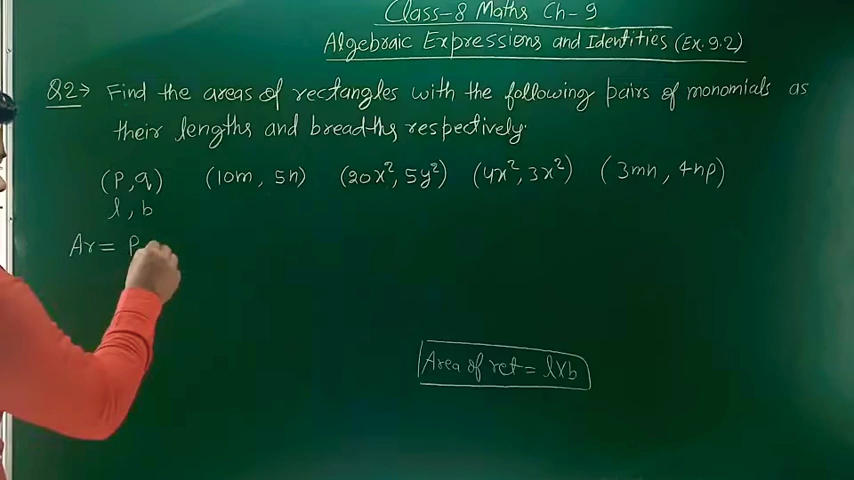 Class-8 Maths Ch-9
Algebraic Expressions and Identities (Ex.9.2)
Q2→ Find the areas of rectangles with the following pairs of monomials as
their lengths and breadths respectively.
(P,q) (10m, 5n) (20x², 5y²) (4x², 3x²) (3mn, 4np)
l, b
Ar= P
Area of ret = lxb